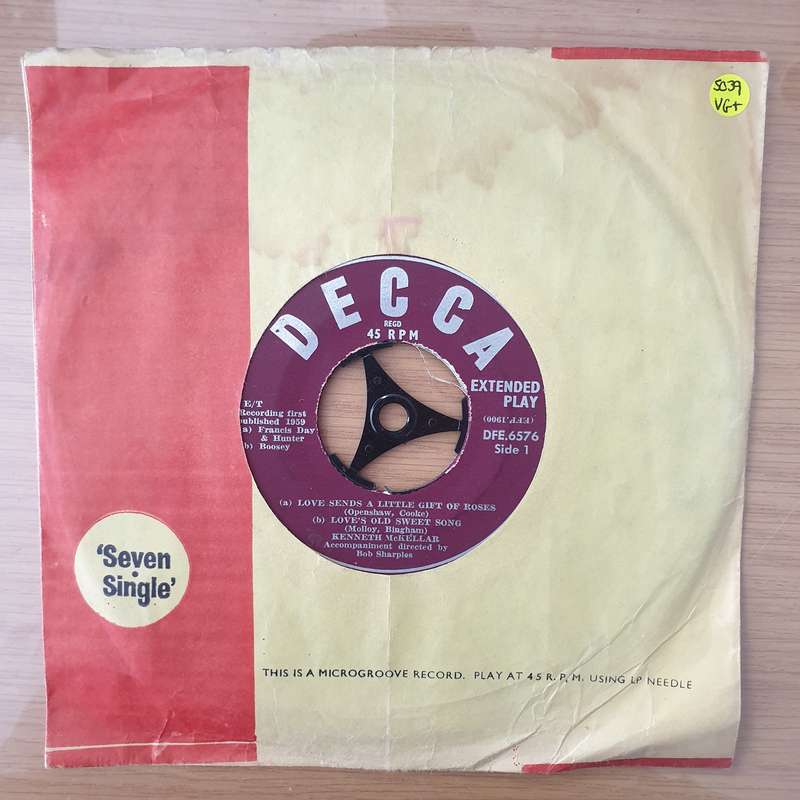 5039
VG+
DECCA
REGD
45 RPM
EXTENDED
PLAY
(EFP.1900)
DFE.6576
Side 1
E/T
Recording first
published 1959
a) Francis Day
& Hunter
b) Boosey
(a) LOVE SENDS A LITTLE GIFT OF ROSES
(Openshaw, Cooke)
(b) LOVE'S OLD SWEET SONG
(Molloy, Bingham)
KENNETH McKELLAR
Accompaniment directed by
Bob Sharples
'Seven
Single'
THIS IS A MICROGROOVE RECORD. PLAY AT 45 R.P.M. USING LP NEEDLE